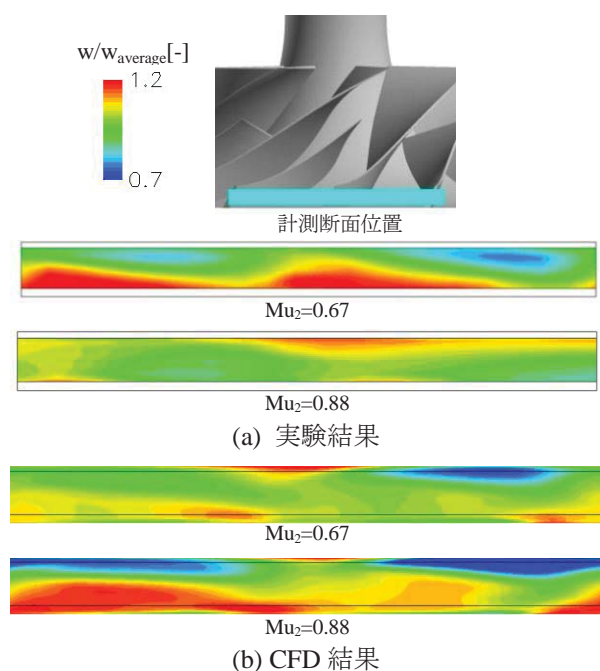 w/w_average[-]
1.2
0.7
計測断面位置
Mu₂=0.67
Mu₂=0.88
(a) 実験結果
Mu₂=0.67
Mu₂=0.88
(b) CFD 結果